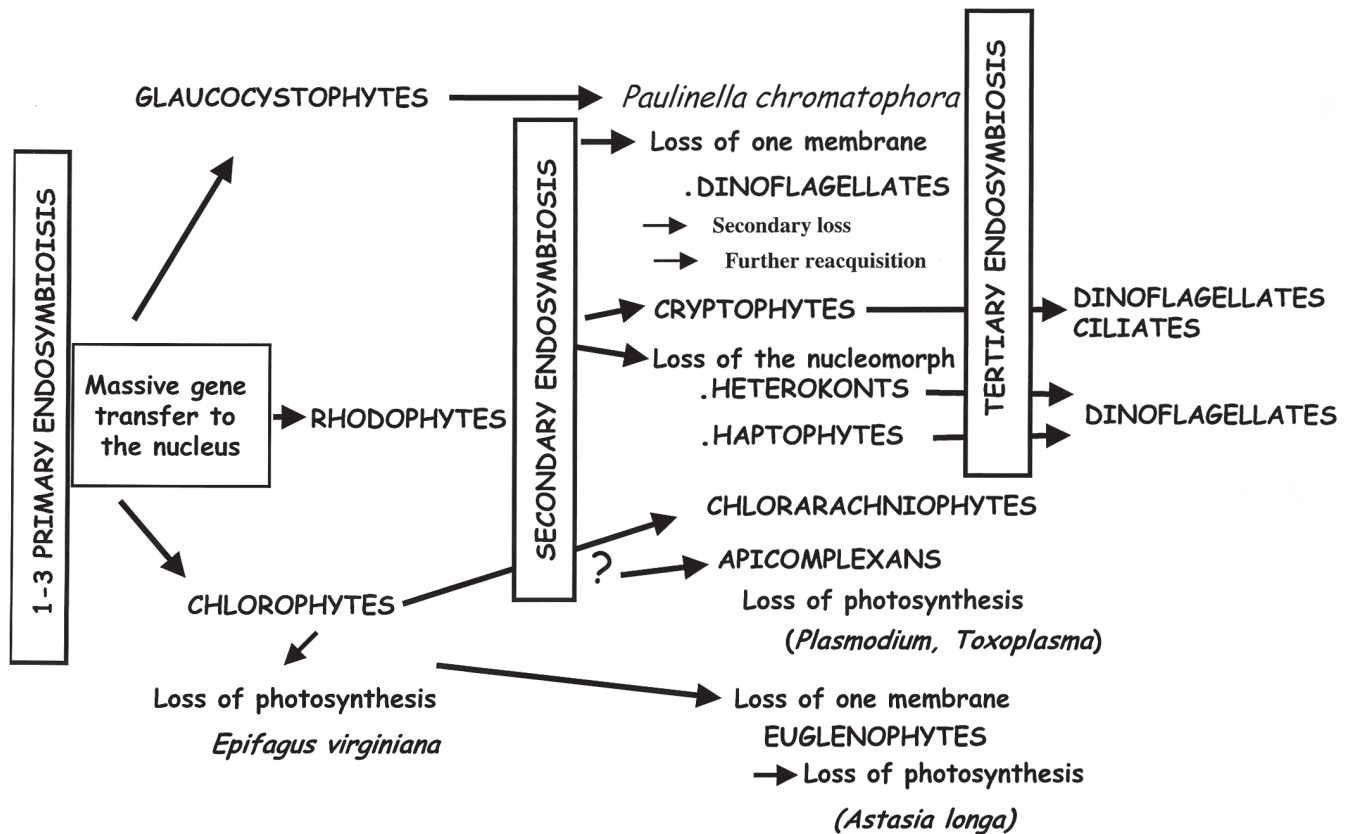 1-3 PRIMARY ENDOSYMBIOISIS
GLAUCOCYSTOPHYTES
Massive gene
transfer to
the nucleus
RHODOPHYTES
CHLOROPHYTES
Loss of photosynthesis
Epifagus virginiana
SECONDARY ENDOSYMBIOSIS
Paulinella chromatophora
Loss of one membrane
.DINOFLAGELLATES
Secondary loss
Further reacquisition
CRYPTOPHYTES
Loss of the nucleomorph
.HETEROKONTS
.HAPTOPHYTES
CHLORARACHNIOPHYTES
?
APICOMPLEXANS
Loss of photosynthesis
(Plasmodium, Toxoplasma)
Loss of one membrane
EUGLENOPHYTES
Loss of photosynthesis
(Astasia longa)
TERTIARY ENDOSYMBIOSIS
DINOFLAGELLATES
CILIATES
DINOFLAGELLATES